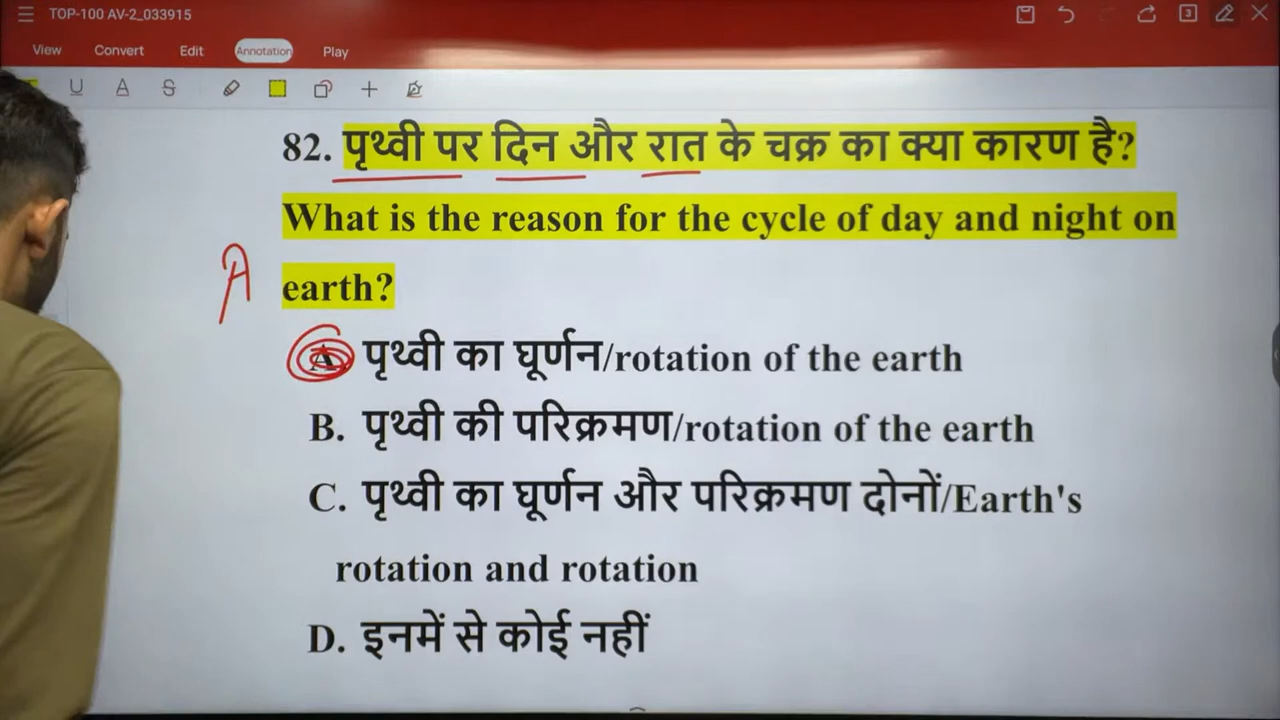 TOP-100 AV-2_033915
View Convert Edit Annotation Play
82. पृथ्वी पर दिन और रात के चक्र का क्या कारण है?
What is the reason for the cycle of day and night on
A
earth?
A पृथ्वी का घूर्णन/rotation of the earth
B. पृथ्वी की परिक्रमण/rotation of the earth
C. पृथ्वी का घूर्णन और परिक्रमण दोनों/Earth's
rotation and rotation
D. इनमें से कोई नहीं